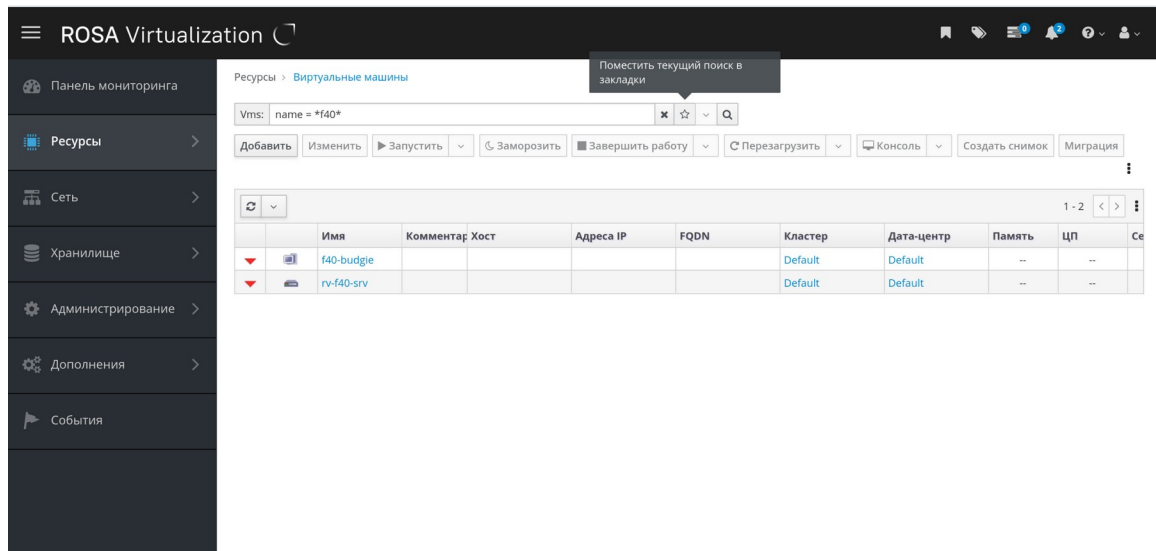 ROSA Virtualization
0
2
Поместить текущий поиск в
закладки
Панель мониторинга
Ресурсы
Сеть
Хранилище
Администрирование
Дополнения
События
Ресурсы > Виртуальные машины
Vms: name = *f40*
Добавить Изменить Запустить Заморозить Завершить работу Перезагрузить Консоль Создать снимок Миграция
1 - 2
Имя Комментар Хост Адреса IP FQDN Кластер Дата-центр Память ЦП Се
f40-budgie Default Default -- --
rv-f40-srv Default Default -- --